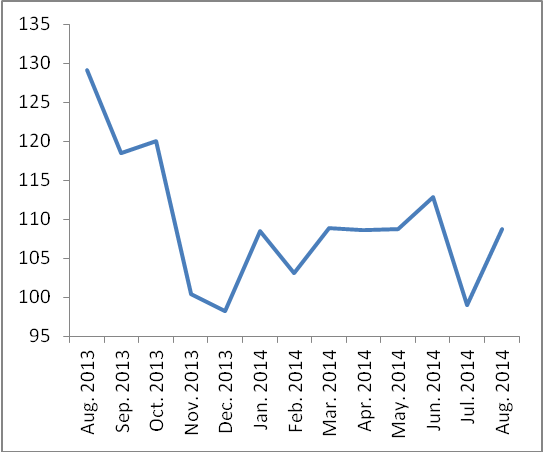 135
130
125
120
115
110
105
100
95
Aug. 2013
Sep. 2013
Oct. 2013
Nov. 2013
Dec. 2013
Jan. 2014
Feb. 2014
Mar. 2014
Apr. 2014
May. 2014
Jun. 2014
Jul. 2014
Aug. 2014